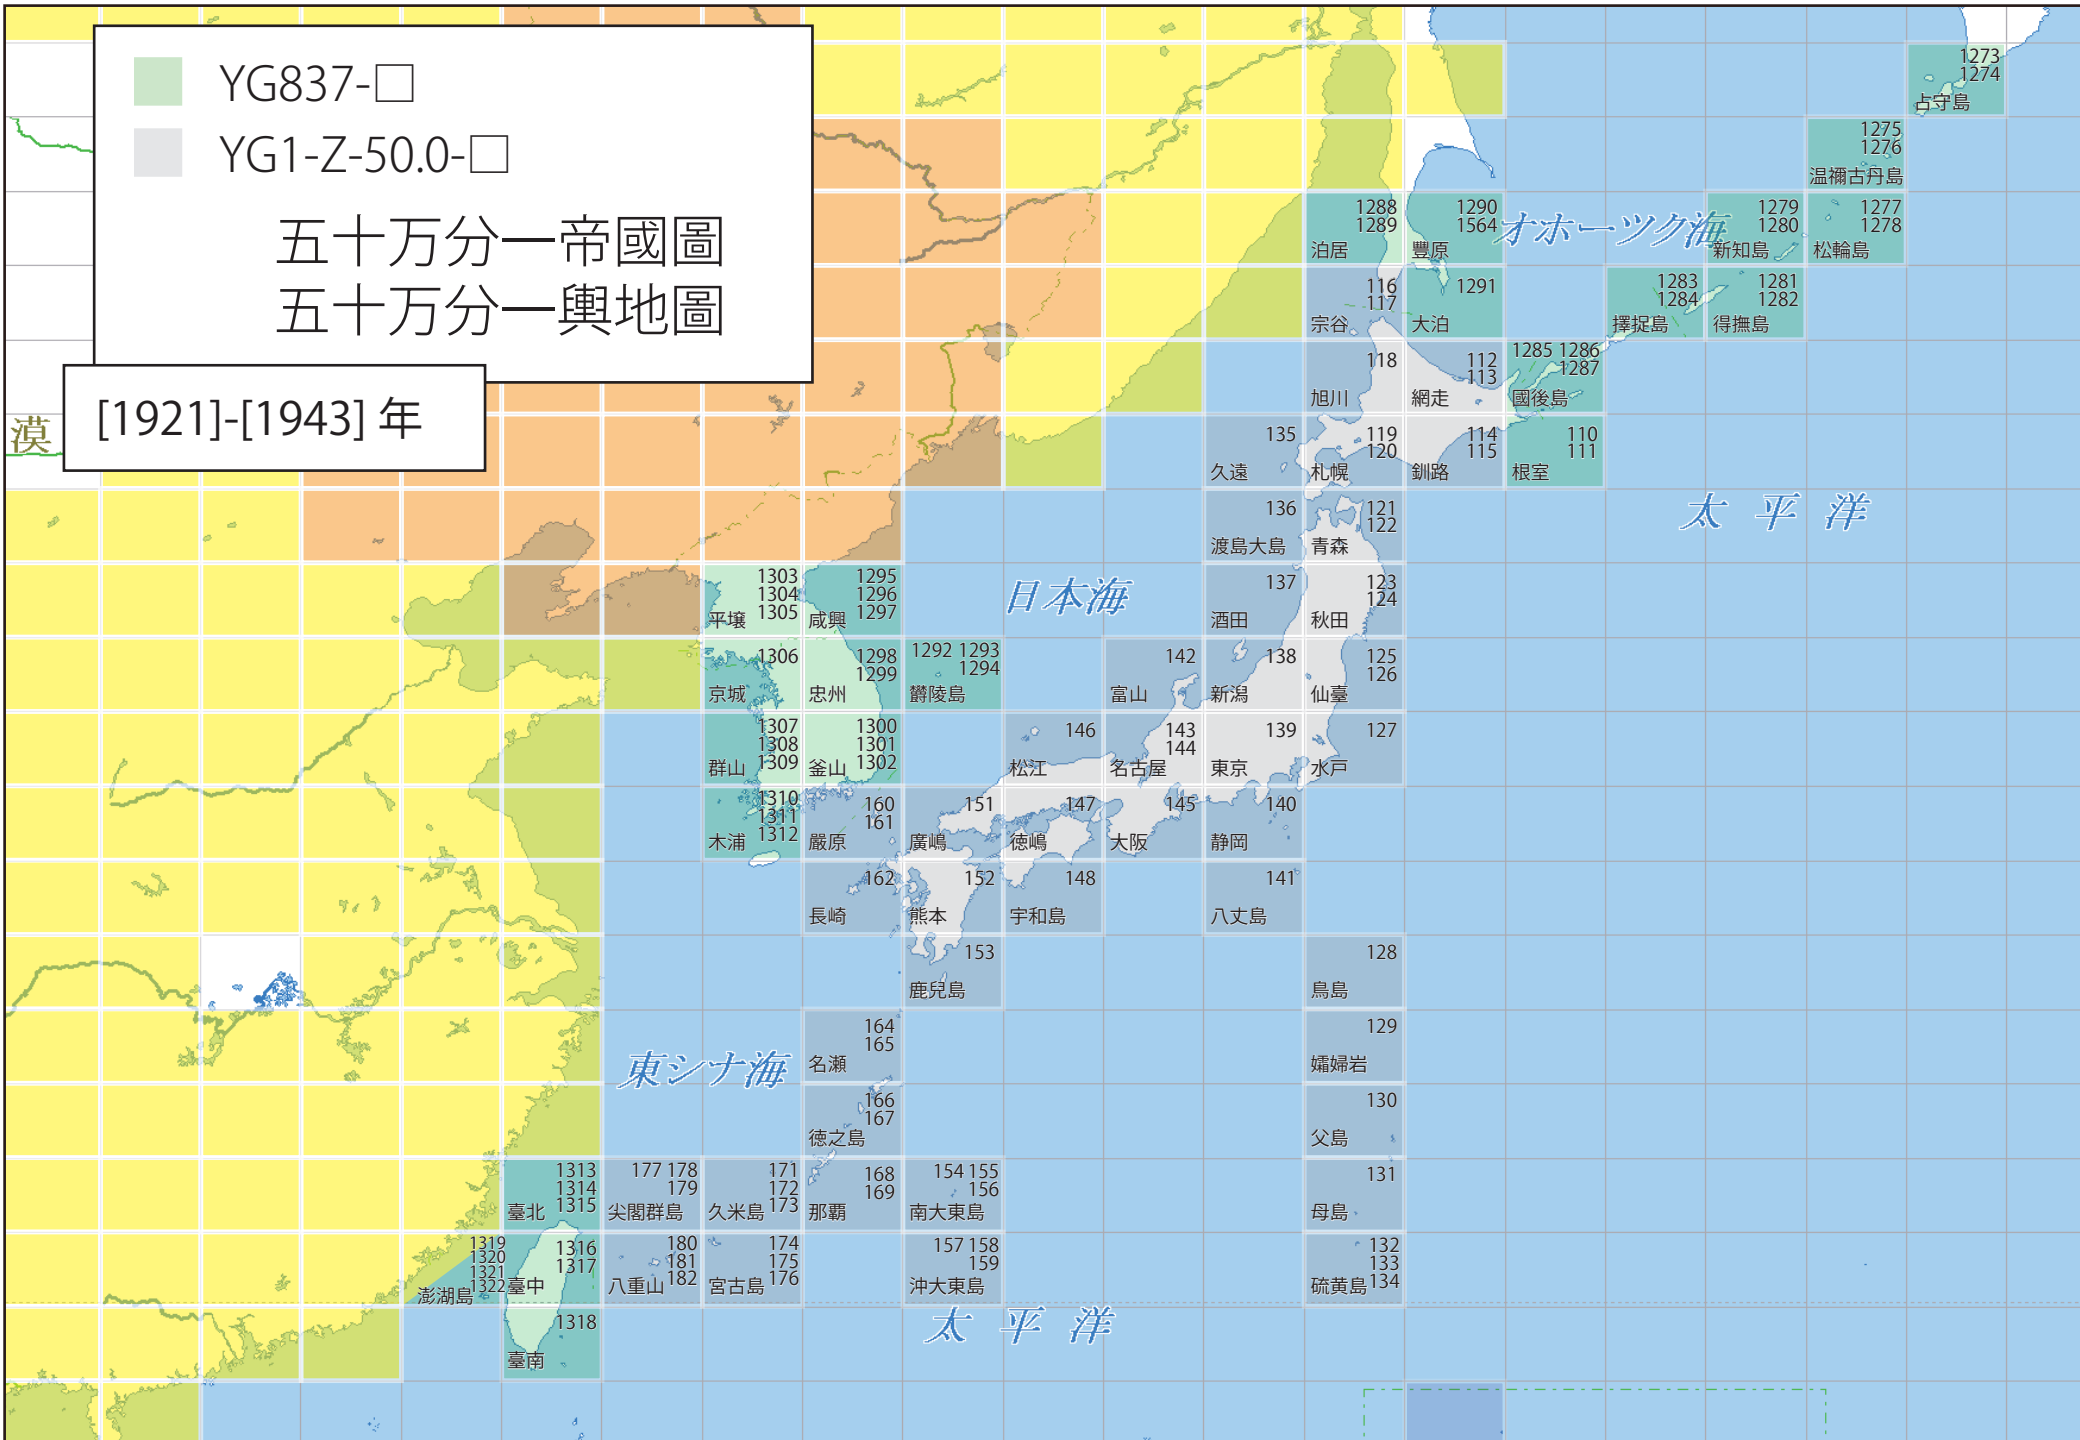 YG837-□
YG1-Z-50.0-□
五十万分一帝國圖
五十万分一輿地圖
[1921]-[1943] 年
漠
1273
1274
占守島
1275
1276
温禰古丹島
1288
1289
泊居
1290
1564
豐原
オホーツク海
1279
1280
新知島
1277
1278
松輪島
116
117
宗谷
1291
大泊
1283
1284
擇捉島
1281
1282
得撫島
118
旭川
112
113
網走
1285 1286
1287
國後島
135
久遠
119
120
札幌
114
115
釧路
110
111
根室
136
渡島大島
121
122
青森
太平洋
1303
1304
1305
平壌
1295
1296
1297
咸興
日本海
137
酒田
123
124
秋田
1306
京城
1298
1299
忠州
1292 1293
1294
欝陵島
142
富山
138
新潟
125
126
仙臺
1307
1308
1309
群山
1300
1301
1302
釜山
146
松江
143
144
名古屋
139
東京
127
水戸
1310
1311
1312
木浦
160
161
嚴原
151
廣嶋
147
徳嶋
145
大阪
140
静岡
162
長崎
152
熊本
148
宇和島
141
八丈島
153
鹿兒島
128
鳥島
東シナ海
164
165
名瀬
129
孀婦岩
166
167
徳之島
130
父島
1313
1314
1315
臺北
177 178
179
尖閣群島
171
172
173
久米島
168
169
那覇
154 155
156
南大東島
131
母島
1319
1320
1321
1322
澎湖島
1316
1317
臺中
180
181
182
八重山
174
175
176
宮古島
157 158
159
沖大東島
132
133
134
硫黄島
1318
臺南
太平洋